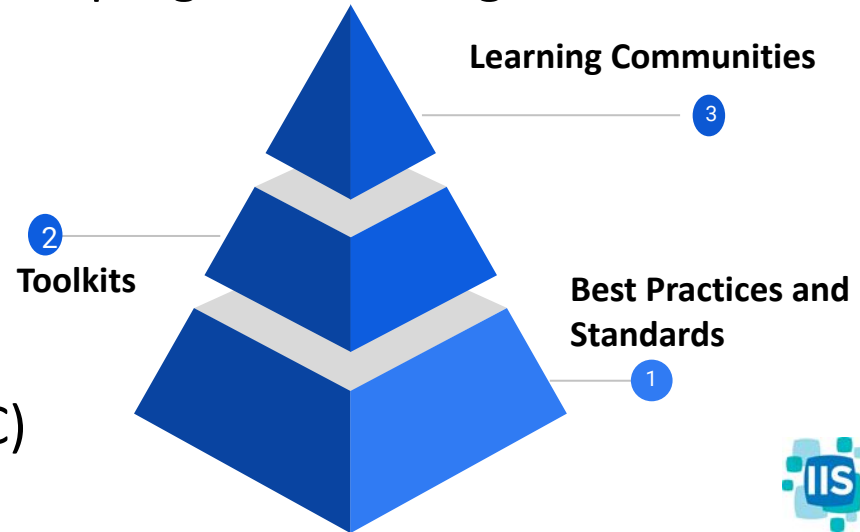 Learning Communities
3
2
Toolkits
Best Practices and
Standards
1
IIS